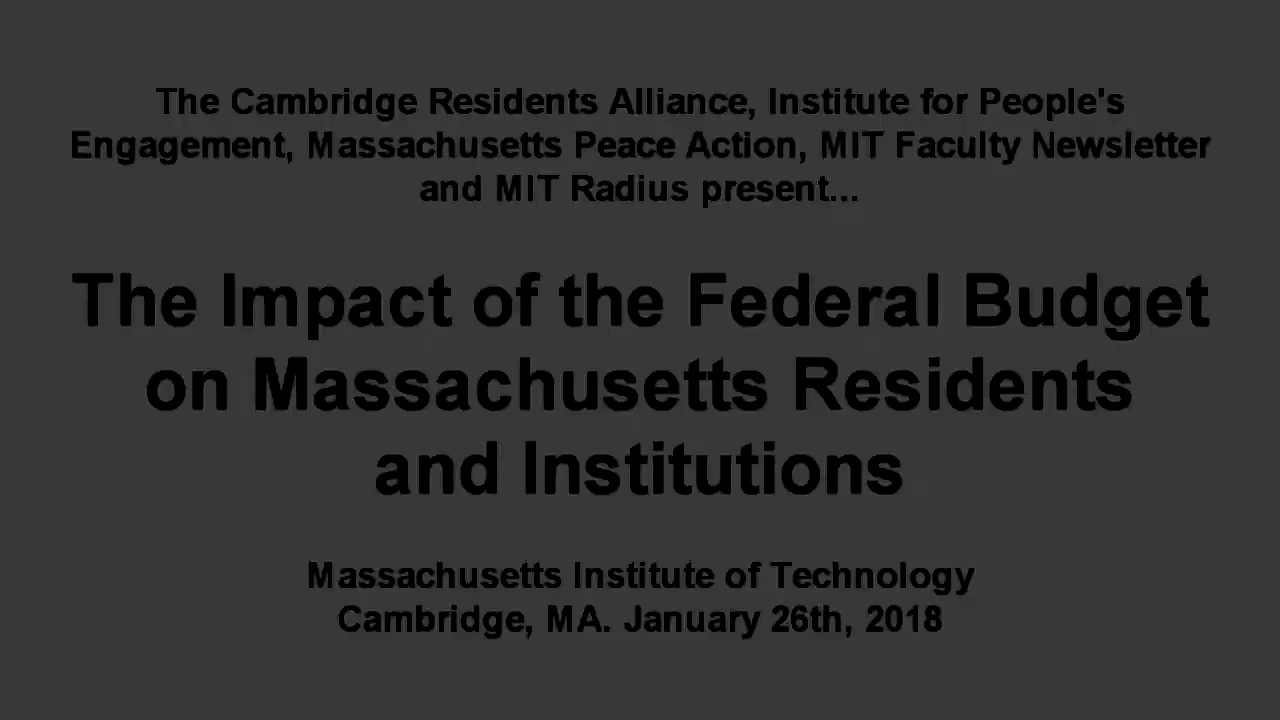 The Cambridge Residents Alliance, Institute for People's
Engagement, Massachusetts Peace Action, MIT Faculty Newsletter
and MIT Radius present...
The Impact of the Federal Budget
on Massachusetts Residents
and Institutions
Massachusetts Institute of Technology
Cambridge, MA. January 26th, 2018